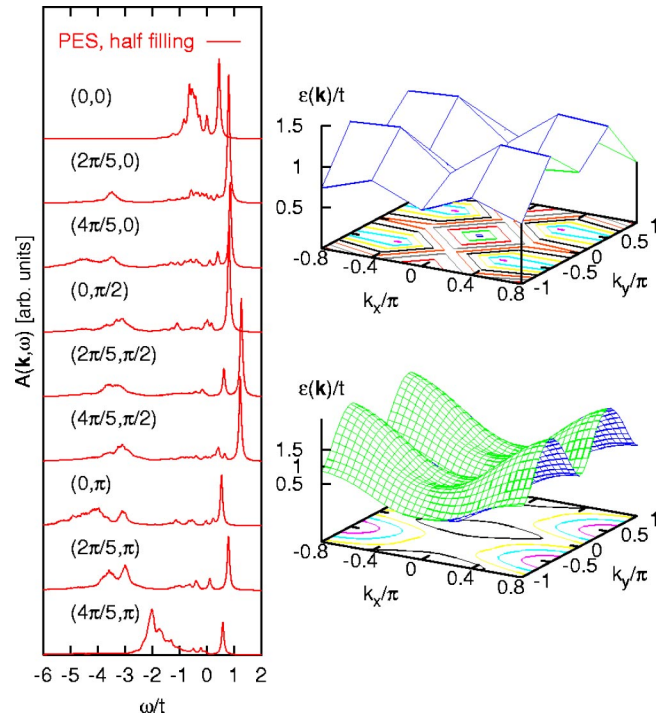 PES, half filling
(0,0)
(2π/5,0)
(4π/5,0)
(0,π/2)
(2π/5,π/2)
(4π/5,π/2)
(0,π)
(2π/5,π)
(4π/5,π)
A(k,ω) [arb. units]
-6 -5 -4 -3 -2 -1 0 1 2
ω/t
ε(k)/t
1.5
1
0.5
-0.8 -0.4 0 0.4 0.8
kx/π
-1 -0.5 0 0.5 1
ky/π
ε(k)/t
1.5
1
0.5
-0.8 -0.4 0 0.4 0.8
kx/π
-1 -0.5 0 0.5 1
ky/π